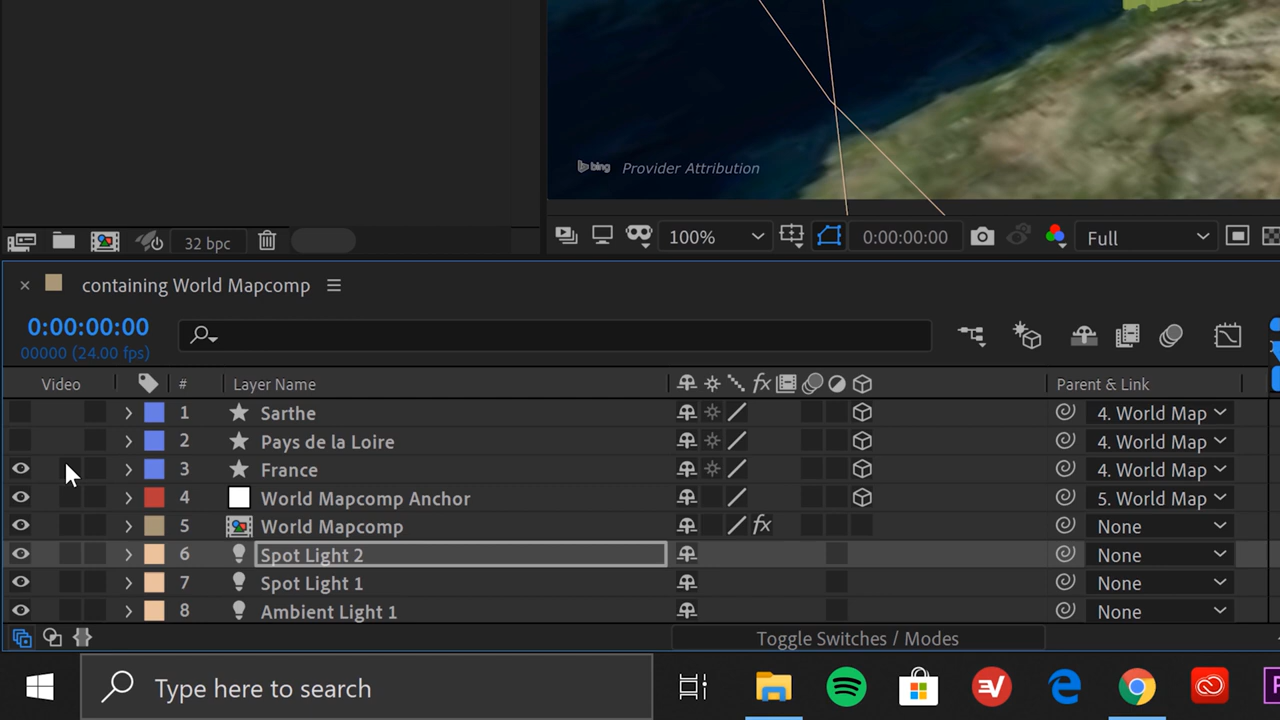 bing Provider Attribution
32 bpc
100%
0:00:00:00
Full
containing World Mapcomp
0:00:00:00
00000 (24.00 fps)
Video # Layer Name fx Parent & Link
1 Sarthe 4. World Map
2 Pays de la Loire 4. World Map
3 France 4. World Map
4 World Mapcomp Anchor 5. World Map
5 World Mapcomp fx None
6 Spot Light 2 None
7 Spot Light 1 None
8 Ambient Light 1 None
Toggle Switches / Modes
Type here to search